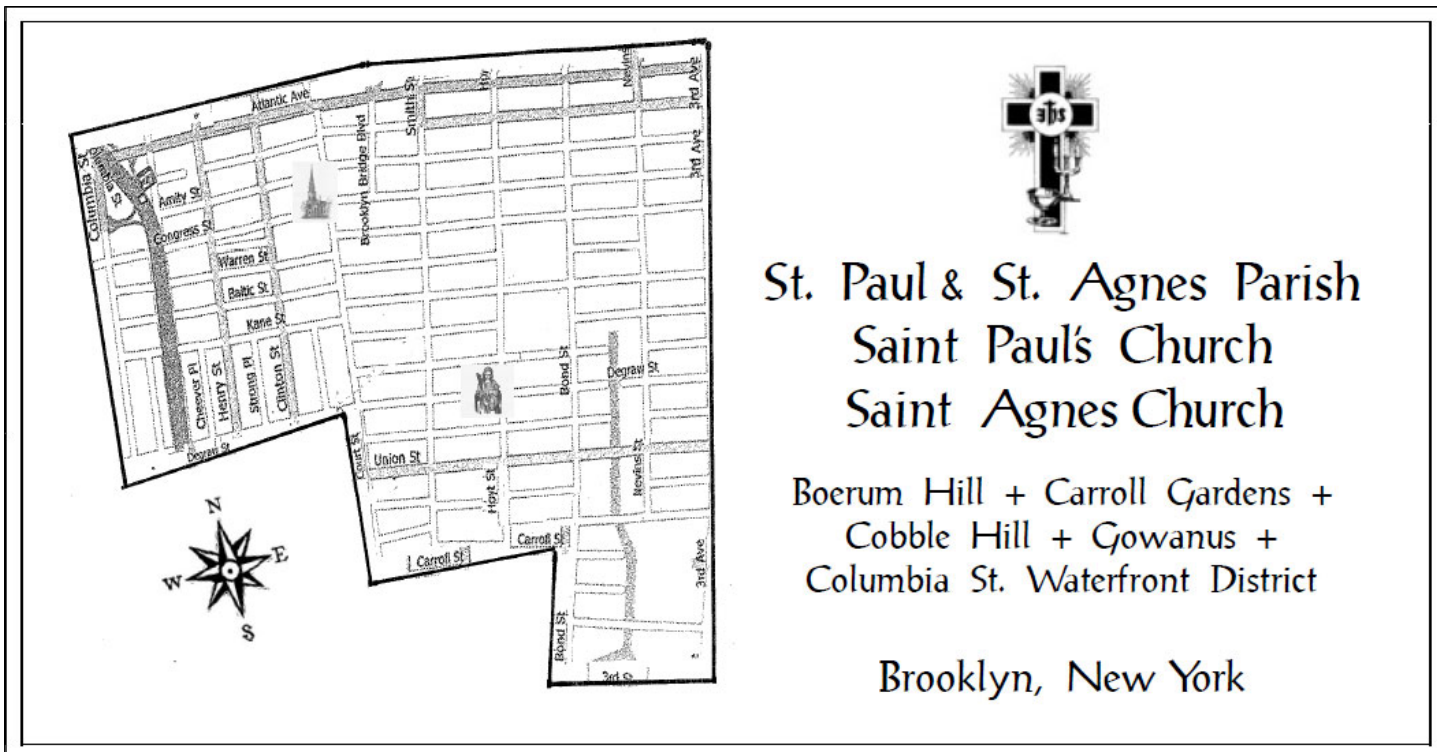 Atlantic Ave
Columbia St
Columbia St
Amity St
Congress St
Warren St
Baltic St
Kane St
Cheever Pl
Henry St
Strong Pl
Clinton St
Degraw St
Brooklyn Bridge Blvd
Smith St
Nevins
3rd Ave
3rd Ave
Bond St
Degraw St
Court St
Union St
Hoyt St
Nevins St
Carroll St
Carroll St
3rd Ave
Bond St
3rd St
N
E
W
S
IHS
St. Paul & St. Agnes Parish
Saint Paul's Church
Saint Agnes Church
Boerum Hill + Carroll Gardens +
Cobble Hill + Gowanus +
Columbia St. Waterfront District
Brooklyn, New York